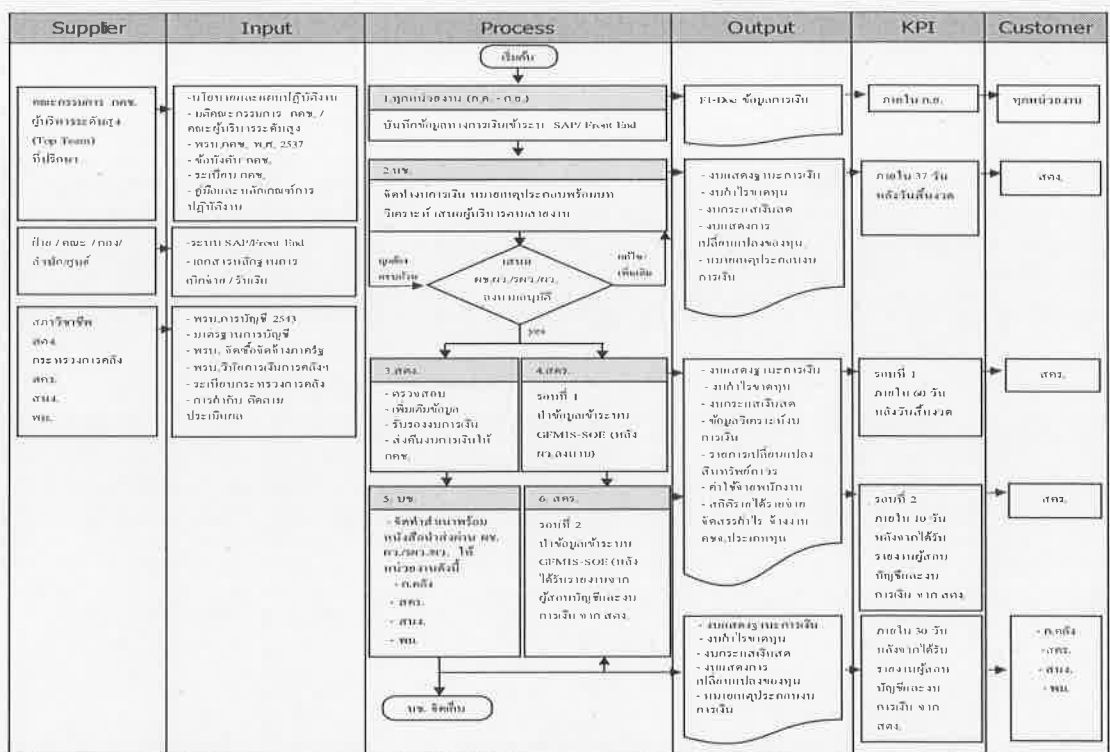 Supplier
Input
Process
Output
KPI
Customer
เริ่มต้น
คณะกรรมการ กคช.
ผู้บริหารระดับสูง
(Top Team)
ที่ปรึกษา
-นโยบายและแผนปฏิบัติงาน
- มติคณะกรรมการ กคช. /
คณะผู้บริหารระดับสูง
- พรบ.กคช. พ.ศ. 2537
- ข้อบังคับ กคช.
- ระเบียบ กคช.
- คู่มือและหลักเกณฑ์การ
ปฏิบัติงาน
1.ทุกหน่วยงาน (ก.ค. - ก.ย.)
บันทึกข้อมูลทางการเงินเข้าระบบ SAP/ Front End
ข้อมูลการเงิน
ภายใน ก.ย.
ทุกหน่วยงาน
2.บช.
จัดทำงบการเงิน หมายเหตุประกอบพร้อมบท
วิเคราะห์ เสนอผู้บริหารตามสายงาน
- งบแสดงฐานะการเงิน
- งบกำไรขาดทุน
- งบกระแสเงินสด
- งบแสดงการ
เปลี่ยนแปลงของทุน
- หมายเหตุประกอบงบ
การเงิน
ภายใน 37 วัน
หลังวันสิ้นงวด
สตง.
ฝ่าย / คณะ / กอง/
สำนัก/ศูนย์
-ระบบ SAP/Front End
-เอกสารหลักฐานการ
เบิกจ่าย / รับเงิน
ถูกต้อง
ครบถ้วน
เสนอ
ผช.ผว./รผว./ผว.
ลงนามอนุมัติ
แก้ไข/
เพิ่มเติม
yes
สภาวิชาชีพ
สตง.
กระทรวงการคลัง
สคร.
สนง.
พม.
- พรบ.การบัญชี 2543
- มาตรฐานการบัญชี
- พรบ. จัดซื้อจัดจ้างภาครัฐ
- พรบ.วินัยการเงินการคลังฯ
- ระเบียบกระทรวงการคลัง
- การกำกับ ติดตาม
ประเมินผล
3.สตง.
- ตรวจสอบ
- เพิ่มเติมข้อมูล
- รับรองงบการเงิน
- ส่งคืนงบการเงินให้
กคช.
4.สคร.
รอบที่ 1
นำข้อมูลเข้าระบบ
GFMIS-SOE (หลัง
ผว.ลงนาม)
- งบแสดงฐานะการเงิน
- งบกำไรขาดทุน
- งบกระแสเงินสด
- ข้อมูลวิเคราะห์งบ
การเงิน
- รายการเปลี่ยนแปลง
สินทรัพย์ถาวร
- ค่าใช้จ่ายพนักงาน
- สถิติรายได้รายจ่าย
จัดสรรกำไร จ้างงาน
ประเภททุน
รอบที่ 1
ภายใน 60 วัน
หลังวันสิ้นงวด
สคร.
5. บช.
- จัดทำสำเนาพร้อม
หนังสือนำส่งผ่าน ผช.
ผว./รผว./ผว. ให้
หน่วยงานดังนี้
- ก.คลัง
- สคร.
- สนง.
- พม.
6. สคร.
รอบที่ 2
นำข้อมูลเข้าระบบ
GFMIS-SOE (หลัง
ได้รับรายงานจาก
ผู้สอบบัญชีและงบ
การเงิน จาก สตง.
รอบที่ 2
ภายใน 10 วัน
หลังจากได้รับ
รายงานผู้สอบ
บัญชีและงบ
การเงิน จาก สตง.
สคร.
- งบแสดงฐานะการเงิน
- งบกำไรขาดทุน
- งบกระแสเงินสด
- งบแสดงการ
เปลี่ยนแปลงของทุน
- หมายเหตุประกอบงบ
การเงิน
ภายใน 30 วัน
หลังจากได้รับ
รายงานผู้สอบ
บัญชีและงบ
การเงิน จาก
สตง.
- ก.คลัง
- สคร.
- สนง.
- พม.
บช. จัดเก็บ